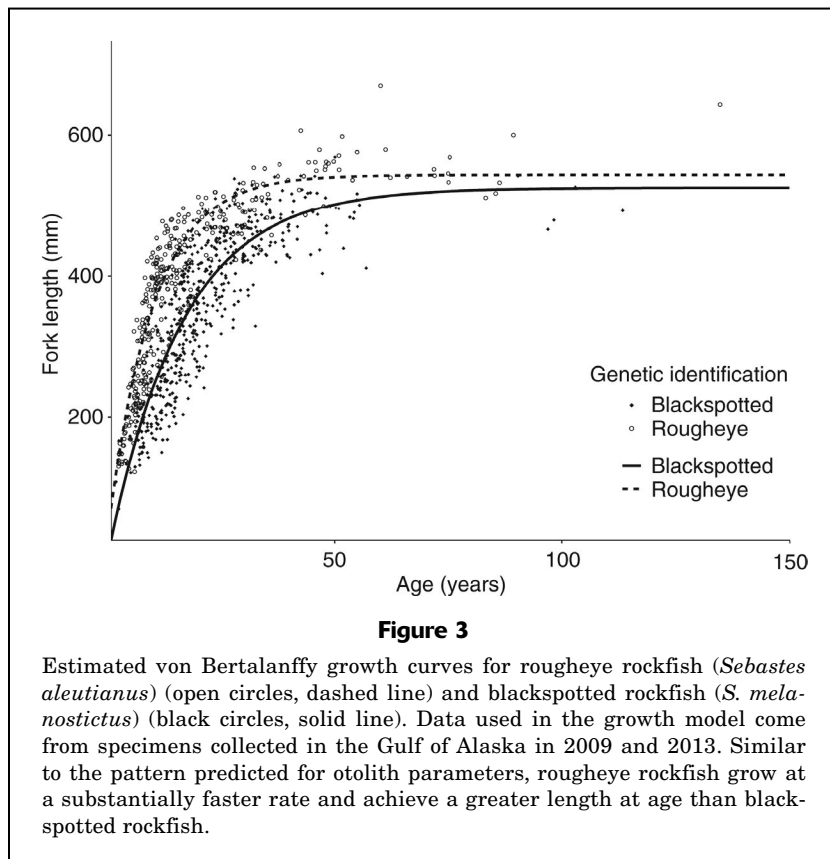 600
400
200
Fork length (mm)
Genetic identification
Blackspotted
Rougheye
Blackspotted
Rougheye
50
100
150
Age (years)
Figure 3
Estimated von Bertalanffy growth curves for rougheye rockfish (Sebastes
aleutianus) (open circles, dashed line) and blackspotted rockfish (S. mela-
nostictus) (black circles, solid line). Data used in the growth model come
from specimens collected in the Gulf of Alaska in 2009 and 2013. Similar
to the pattern predicted for otolith parameters, rougheye rockfish grow at
a substantially faster rate and achieve a greater length at age than black-
spotted rockfish.